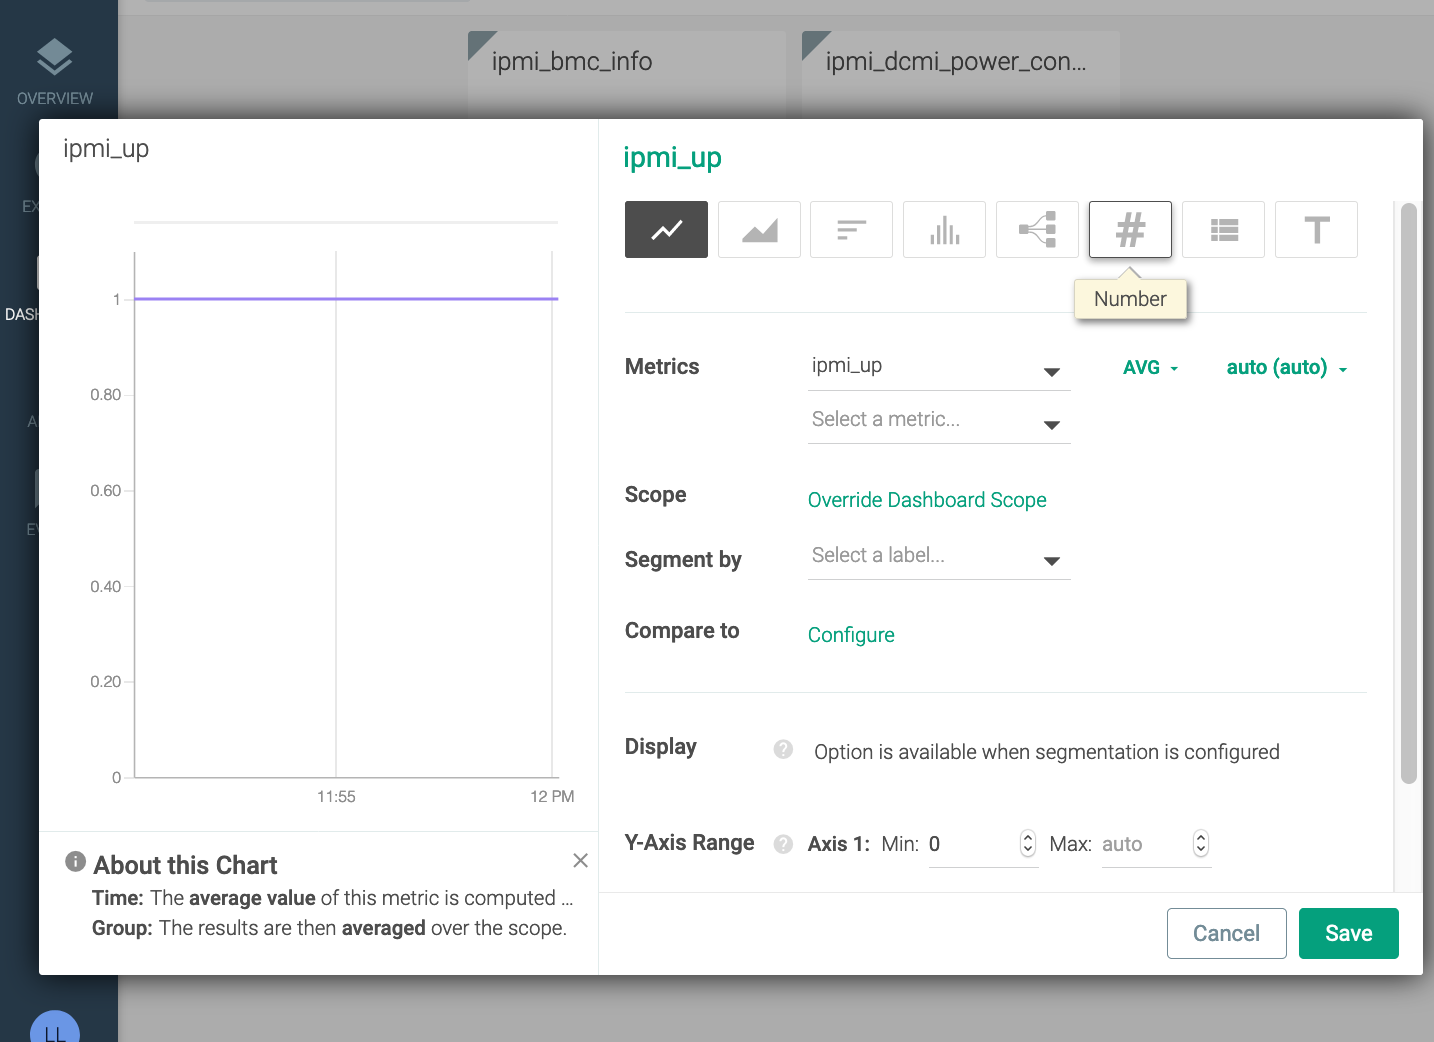 ipmi_bmc_info
ipmi_dcmi_power_con...
OVERVIEW
EX
DASH
A
EV
LL
ipmi_up
1
0.80
0.60
0.40
0.20
0
11:55
12 PM
About this Chart
Time: The average value of this metric is computed ...
Group: The results are then averaged over the scope.
ipmi_up
#
T
Number
Metrics
ipmi_up
AVG
auto (auto)
Select a metric...
Scope
Override Dashboard Scope
Segment by
Select a label...
Compare to
Configure
Display
? Option is available when segmentation is configured
Y-Axis Range ? Axis 1: Min: 0 Max: auto
Cancel
Save